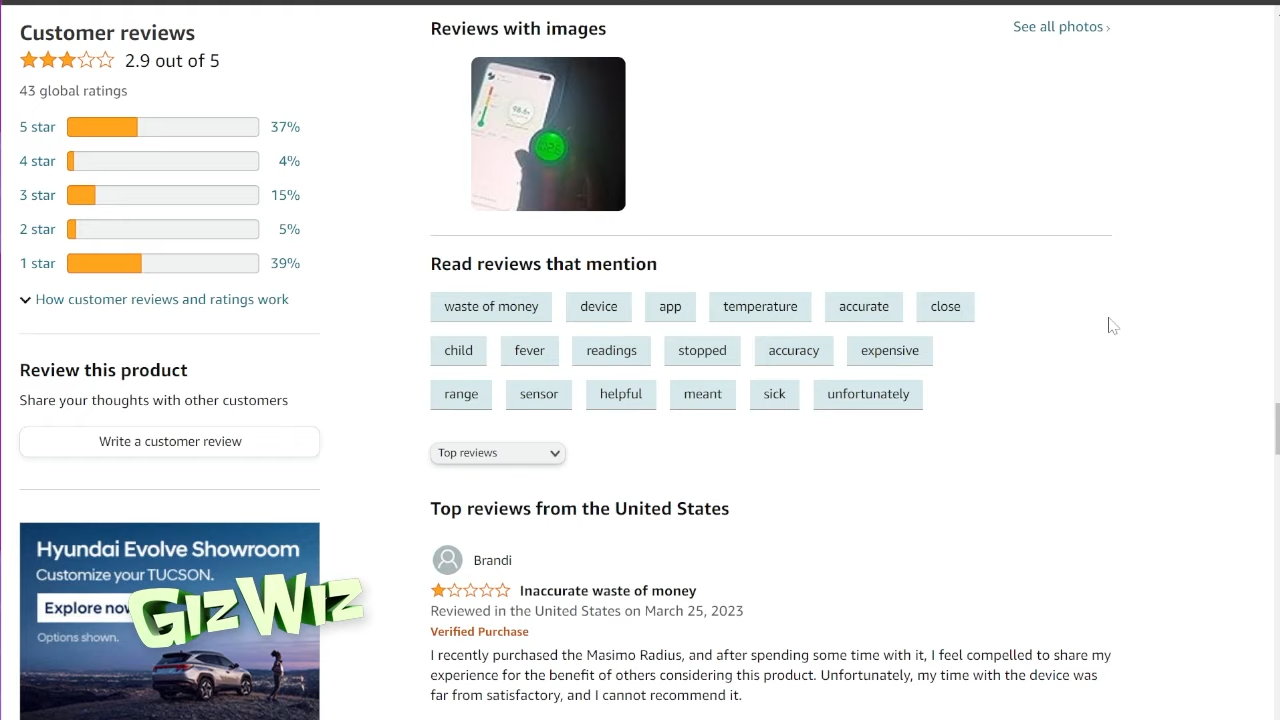 Customer reviews
2.9 out of 5
43 global ratings
5 star 37%
4 star 4%
3 star 15%
2 star 5%
1 star 39%
How customer reviews and ratings work
Review this product
Share your thoughts with other customers
Write a customer review
Hyundai Evolve Showroom
Customize your TUCSON.
Explore now
Options shown.
GizWiz
Reviews with images
See all photos ›
98.6
Read reviews that mention
waste of money device app temperature accurate close
child fever readings stopped accuracy expensive
range sensor helpful meant sick unfortunately
Top reviews
Top reviews from the United States
Brandi
Inaccurate waste of money
Reviewed in the United States on March 25, 2023
Verified Purchase
I recently purchased the Masimo Radius, and after spending some time with it, I feel compelled to share my
experience for the benefit of others considering this product. Unfortunately, my time with the device was
far from satisfactory, and I cannot recommend it.